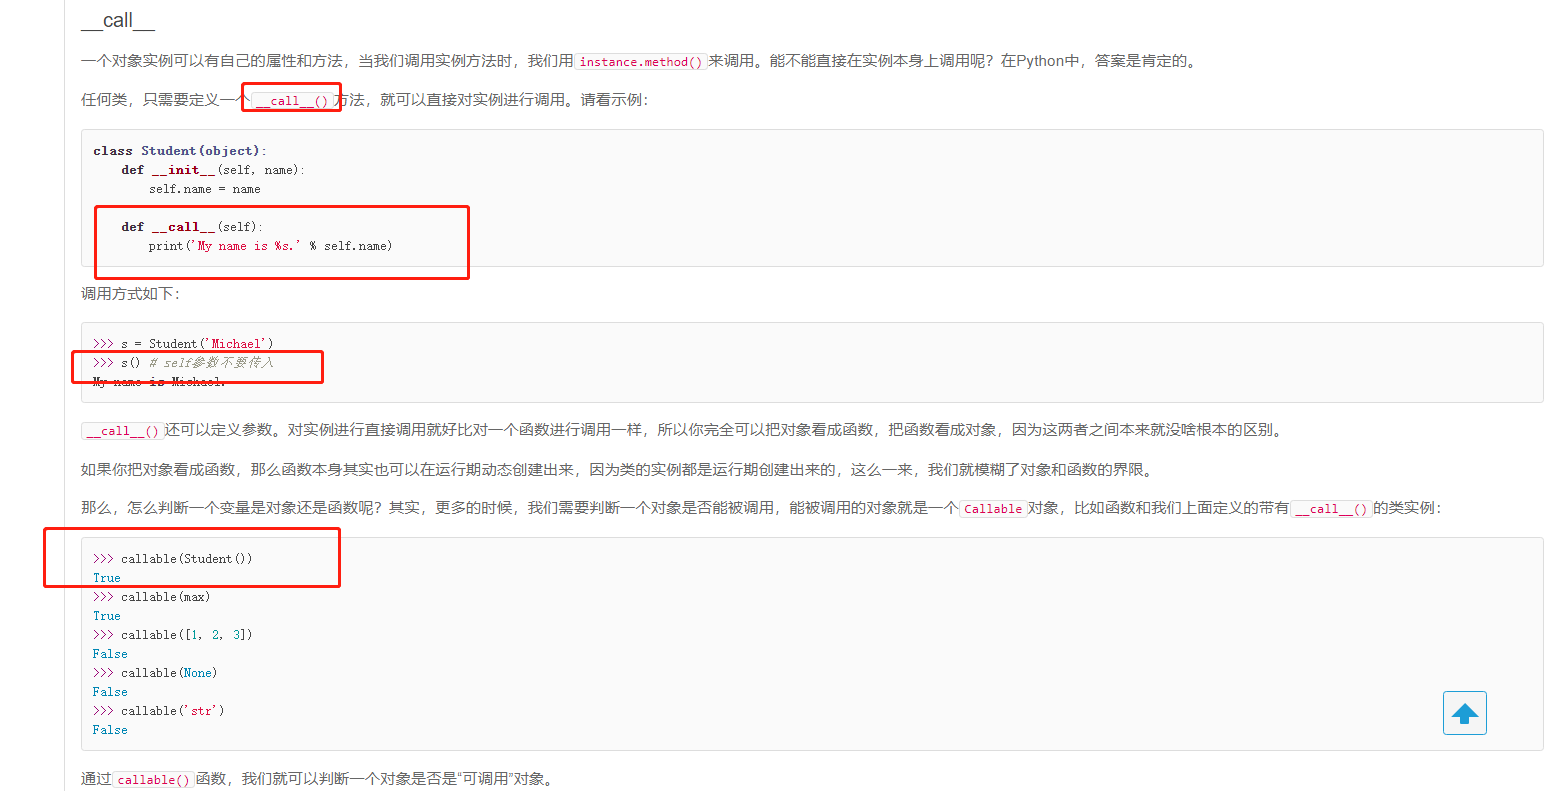 __call__
一个对象实例可以有自己的属性和方法，当我们调用实例方法时，我们用instance.method()来调用。能不能直接在实例本身上调用呢？在Python中，答案是肯定的。
任何类，只需要定义一个__call__()方法，就可以直接对实例进行调用。请看示例：
class Student(object):
    def __init__(self, name):
        self.name = name
    def __call__(self):
        print('My name is %s.' % self.name)
调用方式如下：
>>> s = Student('Michael')
>>> s() # self参数不要传入
My name is Michael.
__call__()还可以定义参数。对实例进行直接调用就好比对一个函数进行调用一样，所以你完全可以把对象看成函数，把函数看成对象，因为这两者之间本来就没啥根本的区别。
如果你把对象看成函数，那么函数本身其实也可以在运行期动态创建出来，因为类的实例都是运行期创建出来的，这么一来，我们就模糊了对象和函数的界限。
那么，怎么判断一个变量是对象还是函数呢？其实，更多的时候，我们需要判断一个对象是否能被调用，能被调用的对象就是一个Callable对象，比如函数和我们上面定义的带有__call__()的类实例：
>>> callable(Student())
True
>>> callable(max)
True
>>> callable([1, 2, 3])
False
>>> callable(None)
False
>>> callable('str')
False
通过callable()函数，我们就可以判断一个对象是否是“可调用”对象。